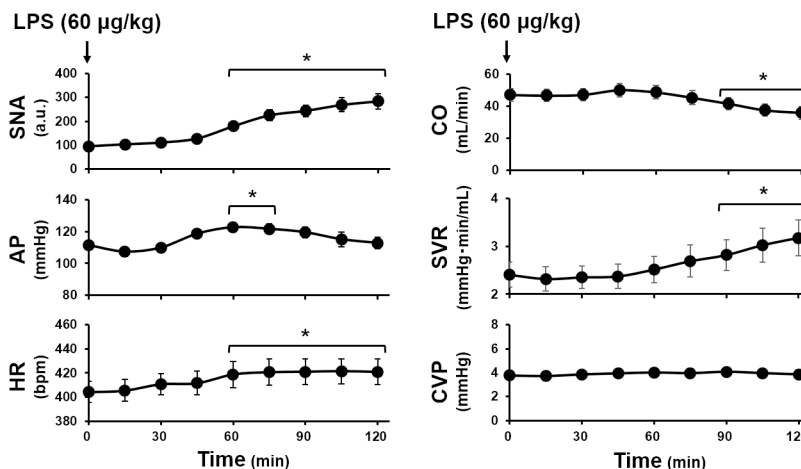 LPS (60 µg/kg)
SNA
(a.u.)
400
300
200
100
0
*
AP
(mmHg)
140
120
100
80
*
HR
(bpm)
460
440
420
400
380
*
0 30 60 90 120
Time (min)
LPS (60 µg/kg)
CO
(mL/min)
60
40
20
0
*
SVR
(mmHg·min/mL)
4
3
2
*
CVP
(mmHg)
8
6
4
2
0
0 30 60 90 120
Time (min)